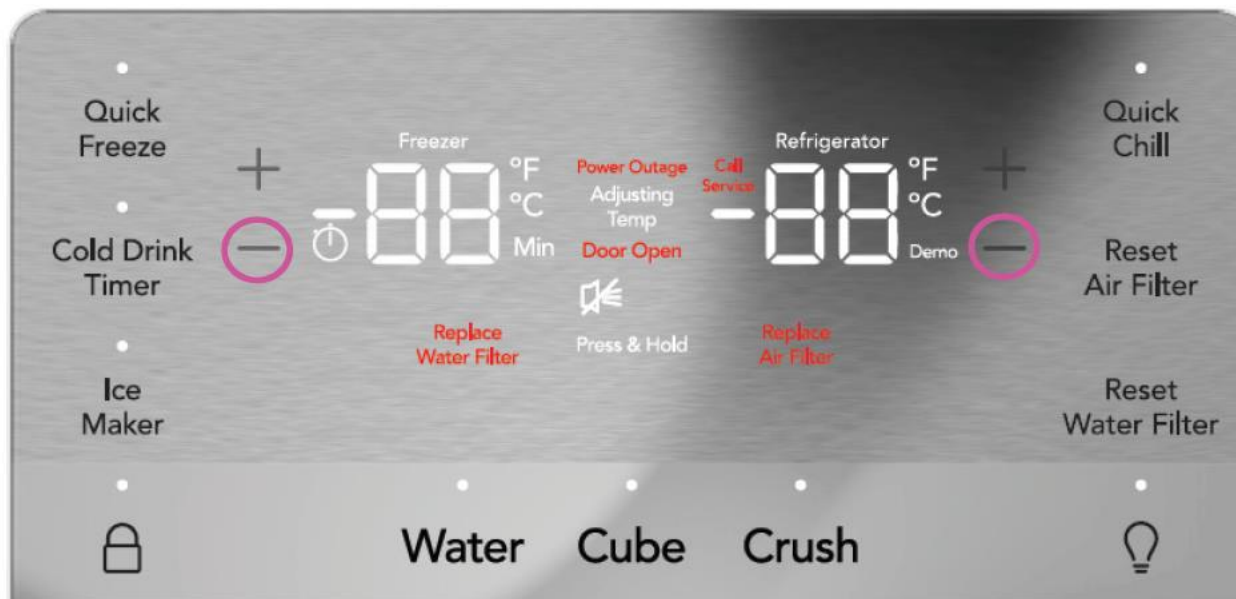 Quick
Freeze
Cold Drink
Timer
Ice
Maker
+
−
Freezer
-88
°F
°C
Min
Power Outage
Adjusting
Temp
Door Open
Press & Hold
Replace
Water Filter
Call
Service
Refrigerator
-88
°F
°C
Demo
Replace
Air Filter
+
−
Quick
Chill
Reset
Air Filter
Reset
Water Filter
Water
Cube
Crush